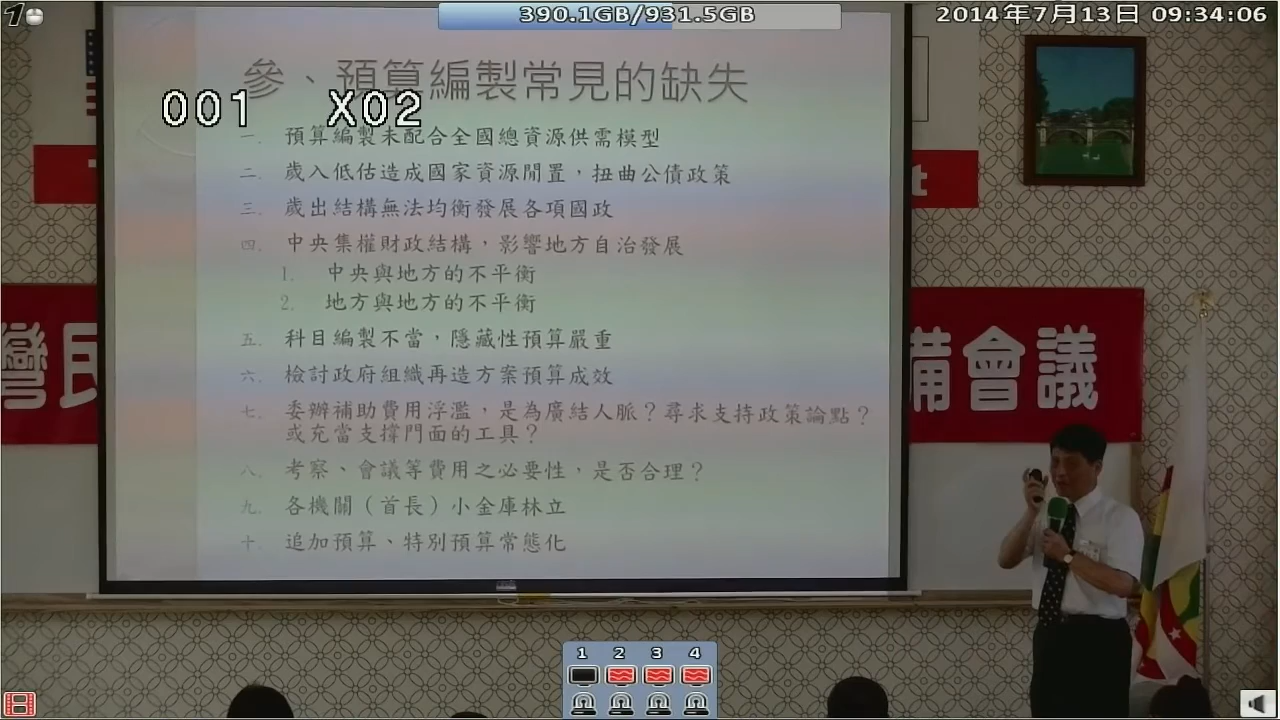 1
390.1GB/931.5GB
2014年7月13日 09:34:06
參、預算編製常見的缺失
001 X02
一. 預算編製未配合全國總資源供需模型
二. 歲入低估造成國家資源閒置，扭曲公債政策
三. 歲出結構無法均衡發展各項國政
四. 中央集權財政結構，影響地方自治發展
1. 中央與地方的不平衡
2. 地方與地方的不平衡
五. 科目編製不當，隱藏性預算嚴重
六. 檢討政府組織再造方案預算成效
七. 委辦補助費用浮濫，是為廣結人脈？尋求支持政策論點？
或充當支撐門面的工具？
八. 考察、會議等費用之必要性，是否合理？
九. 各機關（首長）小金庫林立
十. 追加預算、特別預算常態化
灣民
備會議
1 2 3 4